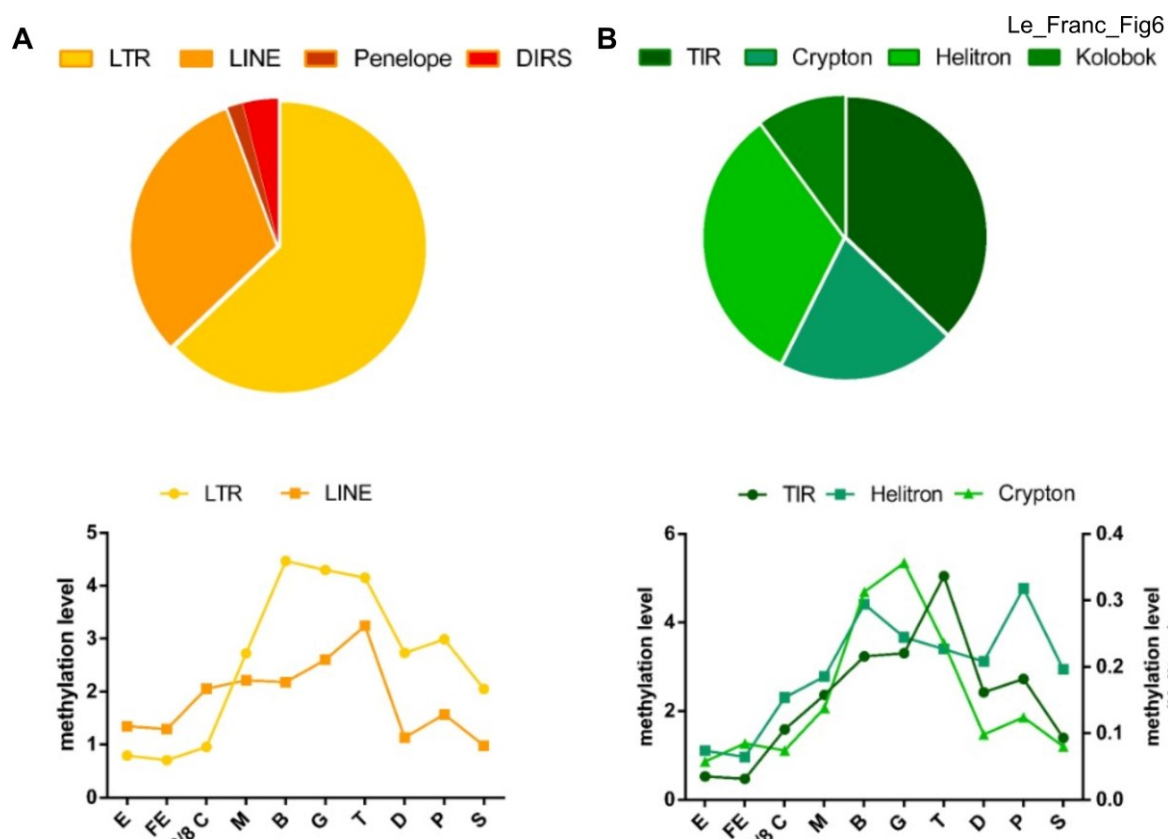 Le_Franc_Fig6
A
LTR LINE Penelope DIRS
B
TIR Crypton Helitron Kolobok
LTR LINE
methylation level
5
4
3
2
1
0
E FE /8 C M B G T D P S
TIR Helitron Crypton
methylation level
6
4
2
0
0.4
0.3
0.2
0.1
0.0
methylation level
E FE /8 C M B G T D P S